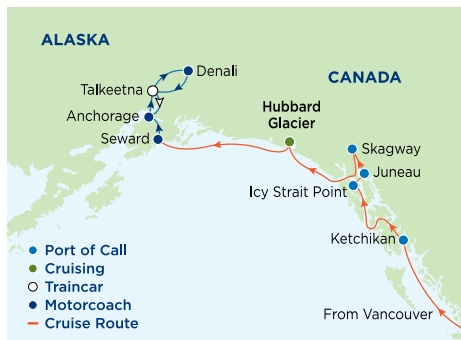 ALASKA
Denali
Talkeetna
CANADA
Anchorage
Hubbard
Glacier
Seward
Skagway
Juneau
Icy Strait Point
Ketchikan
Port of Call
Cruising
Traincar
Motorcoach
Cruise Route
From Vancouver